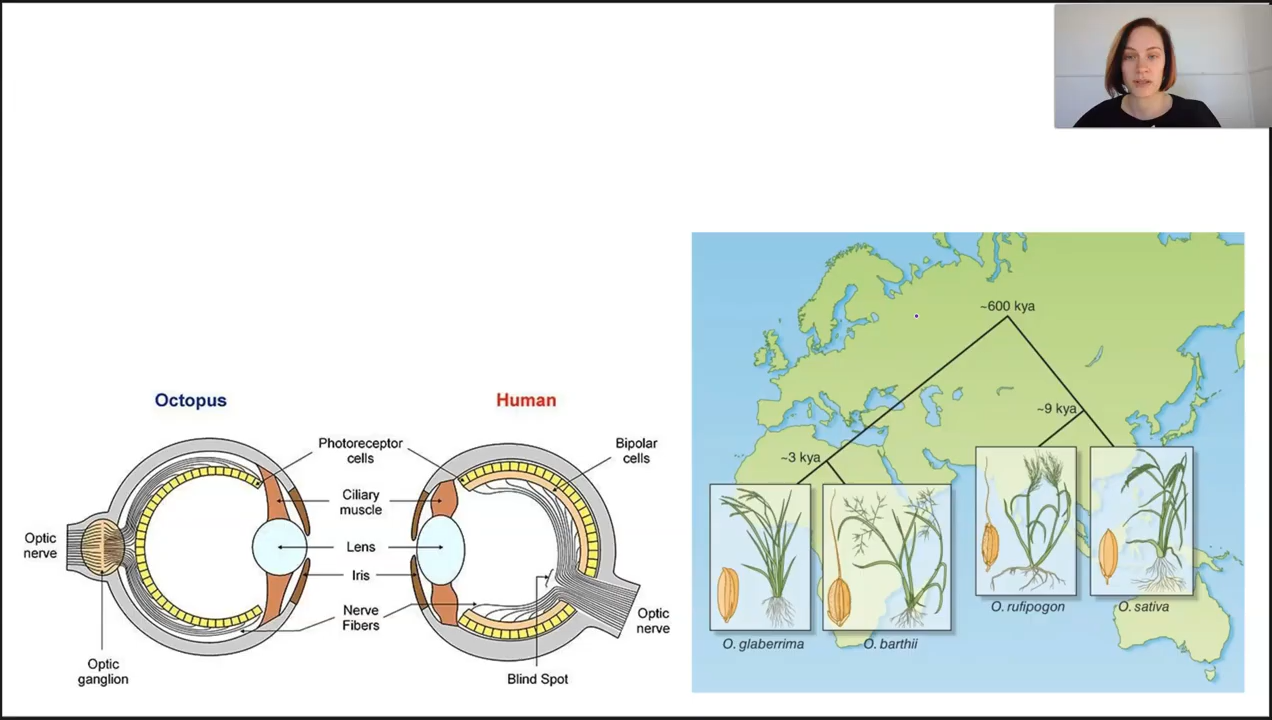 Octopus
Human
Photoreceptor
cells
Bipolar
cells
Ciliary
muscle
Optic
nerve
Lens
Iris
Nerve
Fibers
Optic
nerve
Optic
ganglion
Blind Spot
~600 kya
~9 kya
~3 kya
O. rufipogon
O. sativa
O. glaberrima
O. barthii